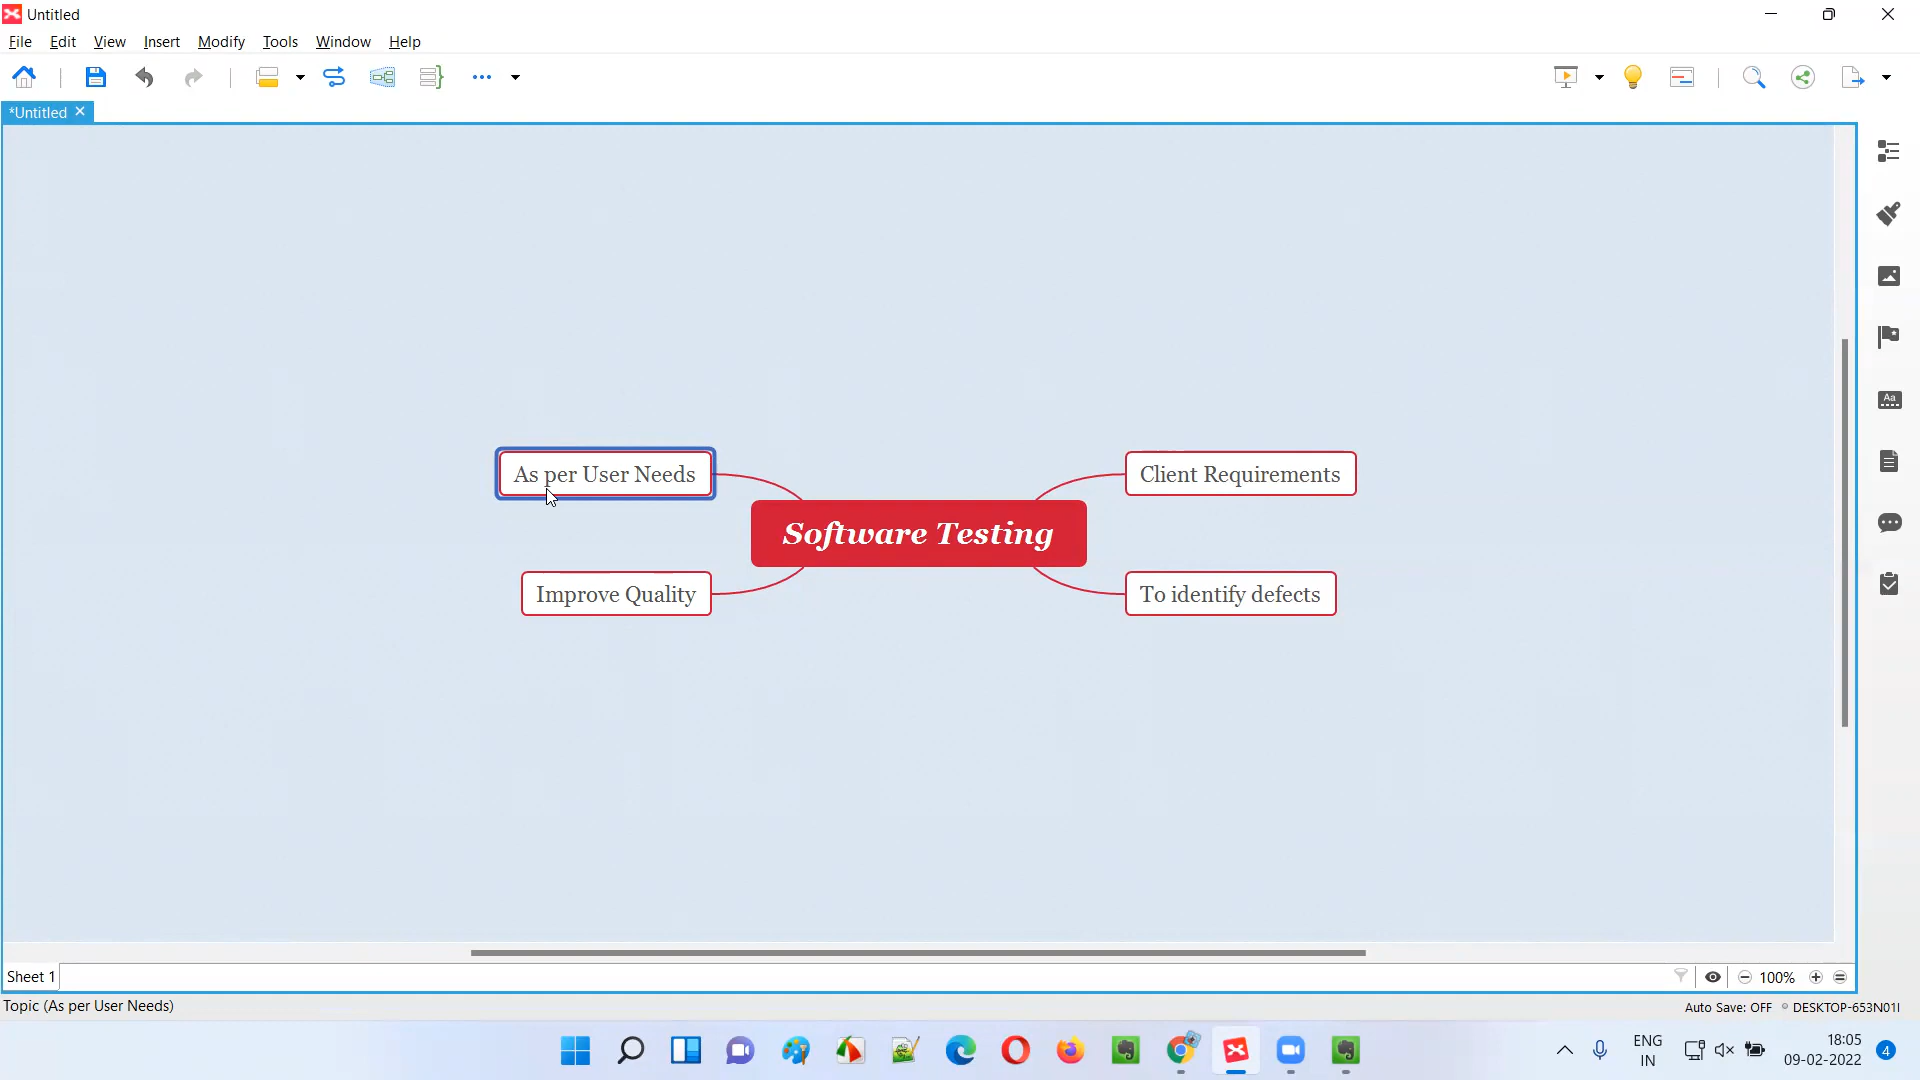 Untitled
File Edit View Insert Modify Tools Window Help
*Untitled
As per User Needs
Client Requirements
Software Testing
Improve Quality
To identify defects
Aa
Sheet 1
100%
Topic (As per User Needs)
Auto Save: OFF
DESKTOP-653N01I
ENG
IN
18:05
09-02-2022
4